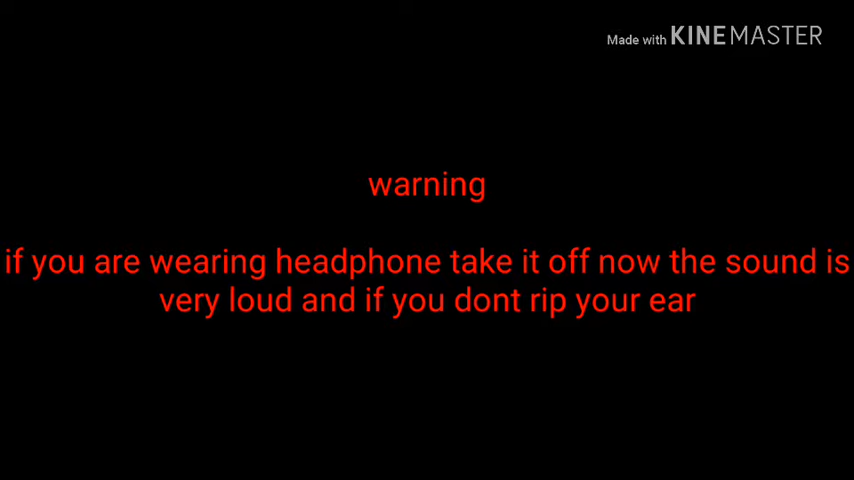 Made with KINEMASTER
warning
if you are wearing headphone take it off now the sound is
very loud and if you dont rip your ear